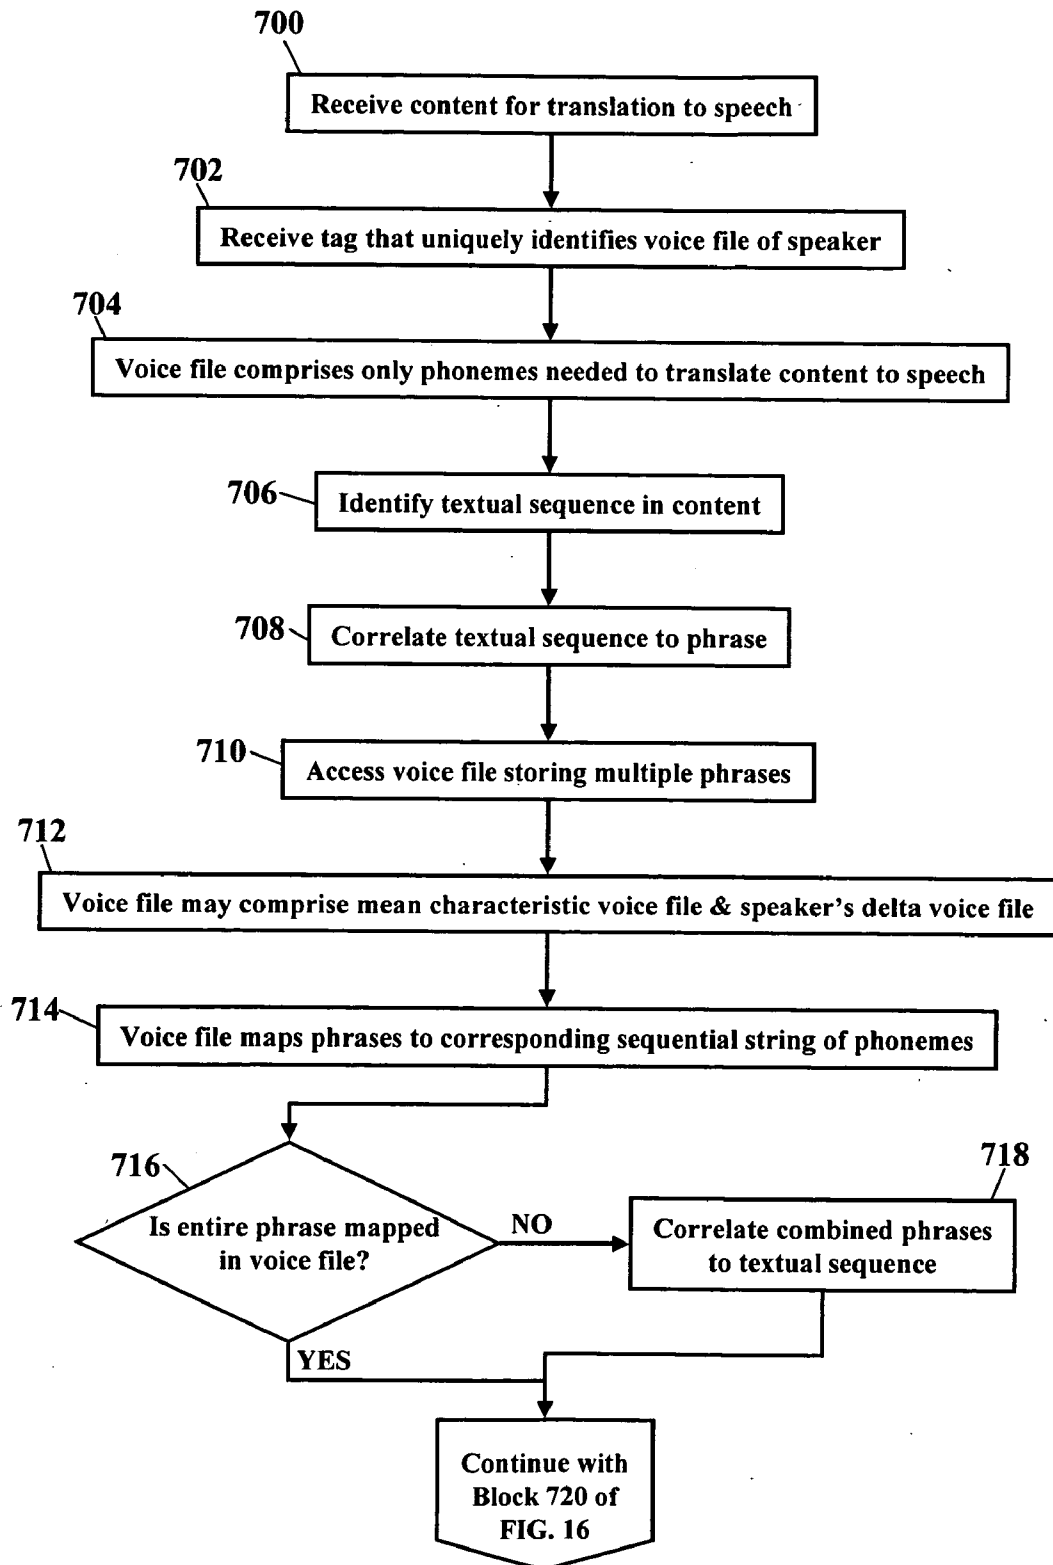 700
Receive content for translation to speech
702
Receive tag that uniquely identifies voice file of speaker
704
Voice file comprises only phonemes needed to translate content to speech
706
Identify textual sequence in content
708
Correlate textual sequence to phrase
710
Access voice file storing multiple phrases
712
Voice file may comprise mean characteristic voice file & speaker's delta voice file
714
Voice file maps phrases to corresponding sequential string of phonemes
716
Is entire phrase mapped
in voice file?
NO
718
Correlate combined phrases
to textual sequence
YES
Continue with
Block 720 of
FIG. 16